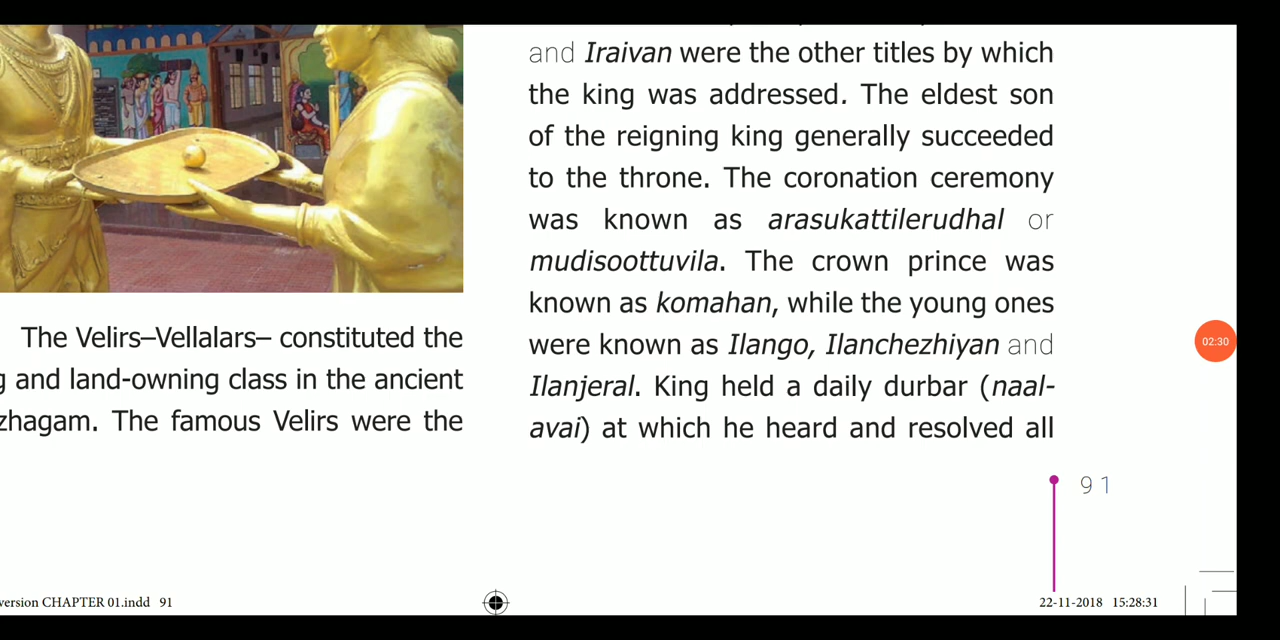 The Velirs–Vellalars– constituted the
and land-owning class in the ancient
The famous Velirs were the
and Iraivan were the other titles by which
the king was addressed. The eldest son
of the reigning king generally succeeded
to the throne. The coronation ceremony
was known as arasukattilerudhal or
mudisoottuvila. The crown prince was
known as komahan, while the young ones
were known as Ilango, Ilanchezhiyan and
Ilanjeral. King held a daily durbar (naal-
avai) at which he heard and resolved all
02:30
91
version CHAPTER 01.indd 91
22-11-2018 15:28:31